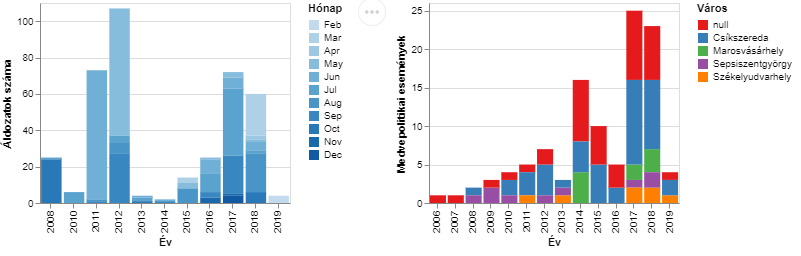 Áldozatok száma
100
80
60
40
20
0
2008
2010
2011
2012
2013
2014
2015
2016
2017
2018
2019
Év
Hónap
Feb
Mar
Apr
May
Jun
Jul
Aug
Sep
Oct
Nov
Dec
Medvepolitikai események
25
20
15
10
5
0
2006
2007
2008
2009
2010
2011
2012
2013
2014
2015
2016
2017
2018
2019
Év
Város
null
Csíkszereda
Marosvásárhely
Sepsiszentgyörgy
Székelyudvarhely